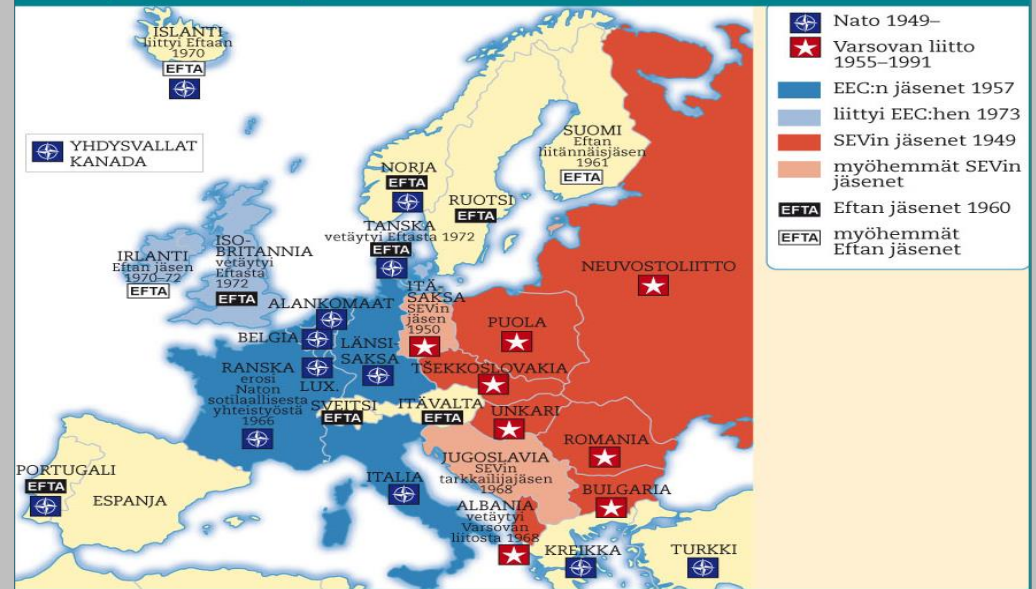 ISLANTI
liittyi Eftaan
1970
EFTA
YHDYSVALLAT
KANADA
SUOMI
Eftan
liitännäisjäsen
1961
EFTA
NORJA
EFTA
RUOTSI
EFTA
TANSKA
vetäytyi Eftasta 1972
EFTA
IRLANTI
Eftan jäsen
1970–72
EFTA
ISO-
BRITANNIA
vetäytyi
Eftasta
1972
EFTA
ALANKOMAAT
BELGIA
LUX.
LÄNSI-
SAKSA
ITÄ-
SAKSA
SEVin
jäsen
1950
NEUVOSTOLIITTO
PUOLA
TŠEKKOSLOVAKIA
RANSKA
erosi
Naton
sotilaallisesta
yhteistyöstä
1966
SVEITSI
EFTA
ITÄVALTA
EFTA
UNKARI
ROMANIA
JUGOSLAVIA
SEVin
tarkkailijajäsen
1968
BULGARIA
ALBANIA
vetäytyi
Varsovan
liitosta 1968
PORTUGALI
EFTA
ESPANJA
ITALIA
KREIKKA
TURKKI
Nato 1949–
Varsovan liitto
1955–1991
EEC:n jäsenet 1957
liittyi EEC:hen 1973
SEVin jäsenet 1949
myöhemmät SEVin
jäsenet
EFTA Eftan jäsenet 1960
EFTA myöhemmät
Eftan jäsenet